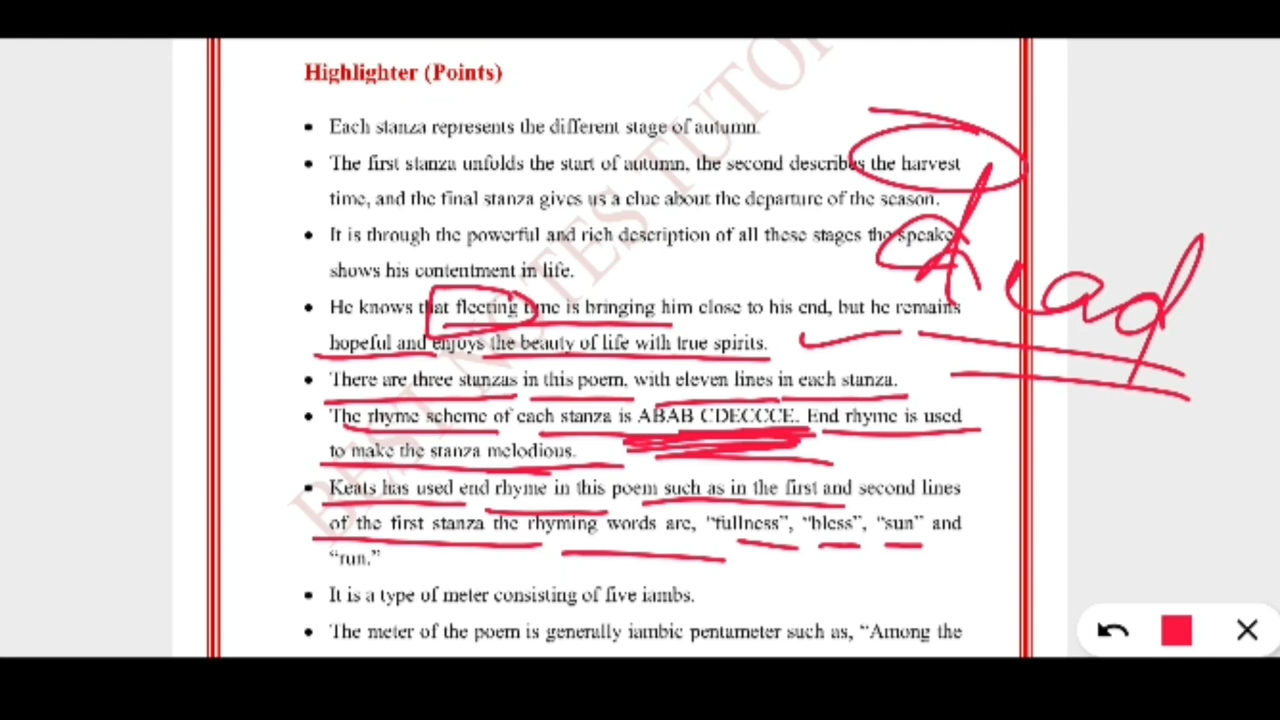 Highlighter (Points)
• Each stanza represents the different stage of autumn.
• The first stanza unfolds the start of autumn, the second describes the harvest
time, and the final stanza gives us a clue about the departure of the season.
• It is through the powerful and rich description of all these stages the speaker
shows his contentment in life.
• He knows that fleeting time is bringing him close to his end, but he remains
hopeful and enjoys the beauty of life with true spirits.
• There are three stanzas in this poem, with eleven lines in each stanza.
• The rhyme scheme of each stanza is ABAB CDECCCE. End rhyme is used
to make the stanza melodious.
• Keats has used end rhyme in this poem such as in the first and second lines
of the first stanza the rhyming words are, “fullness”, “bless”, “sun” and
“run.”
• It is a type of meter consisting of five iambs.
• The meter of the poem is generally iambic pentameter such as, “Among the
BEST NOTES TUTOR